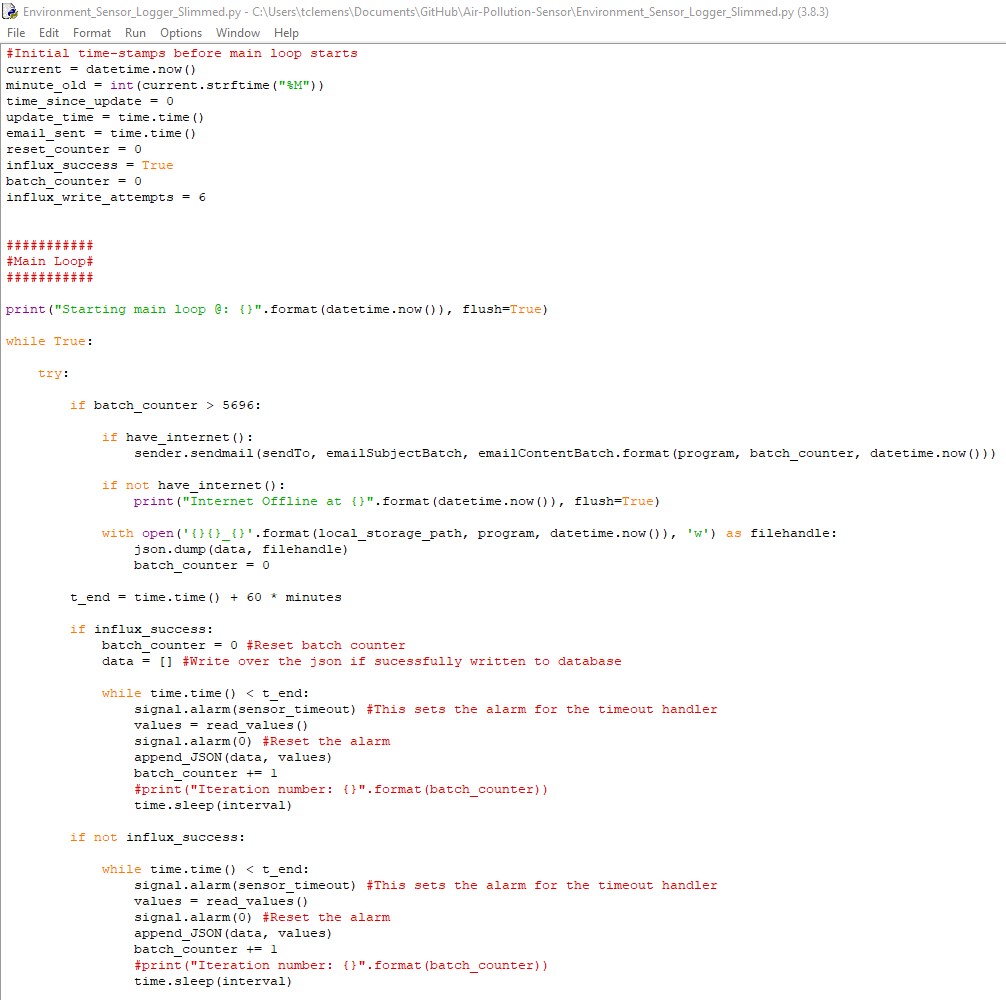 Environment_Sensor_Logger_Slimmed.py - C:\Users\tclemens\Documents\GitHub\Air-Pollution-Sensor\Environment_Sensor_Logger_Slimmed.py (3.8.3)
File Edit Format Run Options Window Help
#Initial time-stamps before main loop starts
current = datetime.now()
minute_old = int(current.strftime("%M"))
time_since_update = 0
update_time = time.time()
email_sent = time.time()
reset_counter = 0
influx_success = True
batch_counter = 0
influx_write_attempts = 6


###########
#Main Loop#
###########

print("Starting main loop @: {}".format(datetime.now()), flush=True)

while True:

    try:

        if batch_counter > 5696:

            if have_internet():
                sender.sendmail(sendTo, emailSubjectBatch, emailContentBatch.format(program, batch_counter, datetime.now()))

            if not have_internet():
                print("Internet Offline at {}".format(datetime.now()), flush=True)

            with open('{}{}_{}'.format(local_storage_path, program, datetime.now()), 'w') as filehandle:
                json.dump(data, filehandle)
                batch_counter = 0

        t_end = time.time() + 60 * minutes

        if influx_success:
            batch_counter = 0 #Reset batch counter
            data = [] #Write over the json if sucessfully written to database

            while time.time() < t_end:
                signal.alarm(sensor_timeout) #This sets the alarm for the timeout handler
                values = read_values()
                signal.alarm(0) #Reset the alarm
                append_JSON(data, values)
                batch_counter += 1
                #print("Iteration number: {}".format(batch_counter))
                time.sleep(interval)

        if not influx_success:

            while time.time() < t_end:
                signal.alarm(sensor_timeout) #This sets the alarm for the timeout handler
                values = read_values()
                signal.alarm(0) #Reset the alarm
                append_JSON(data, values)
                batch_counter += 1
                #print("Iteration number: {}".format(batch_counter))
                time.sleep(interval)